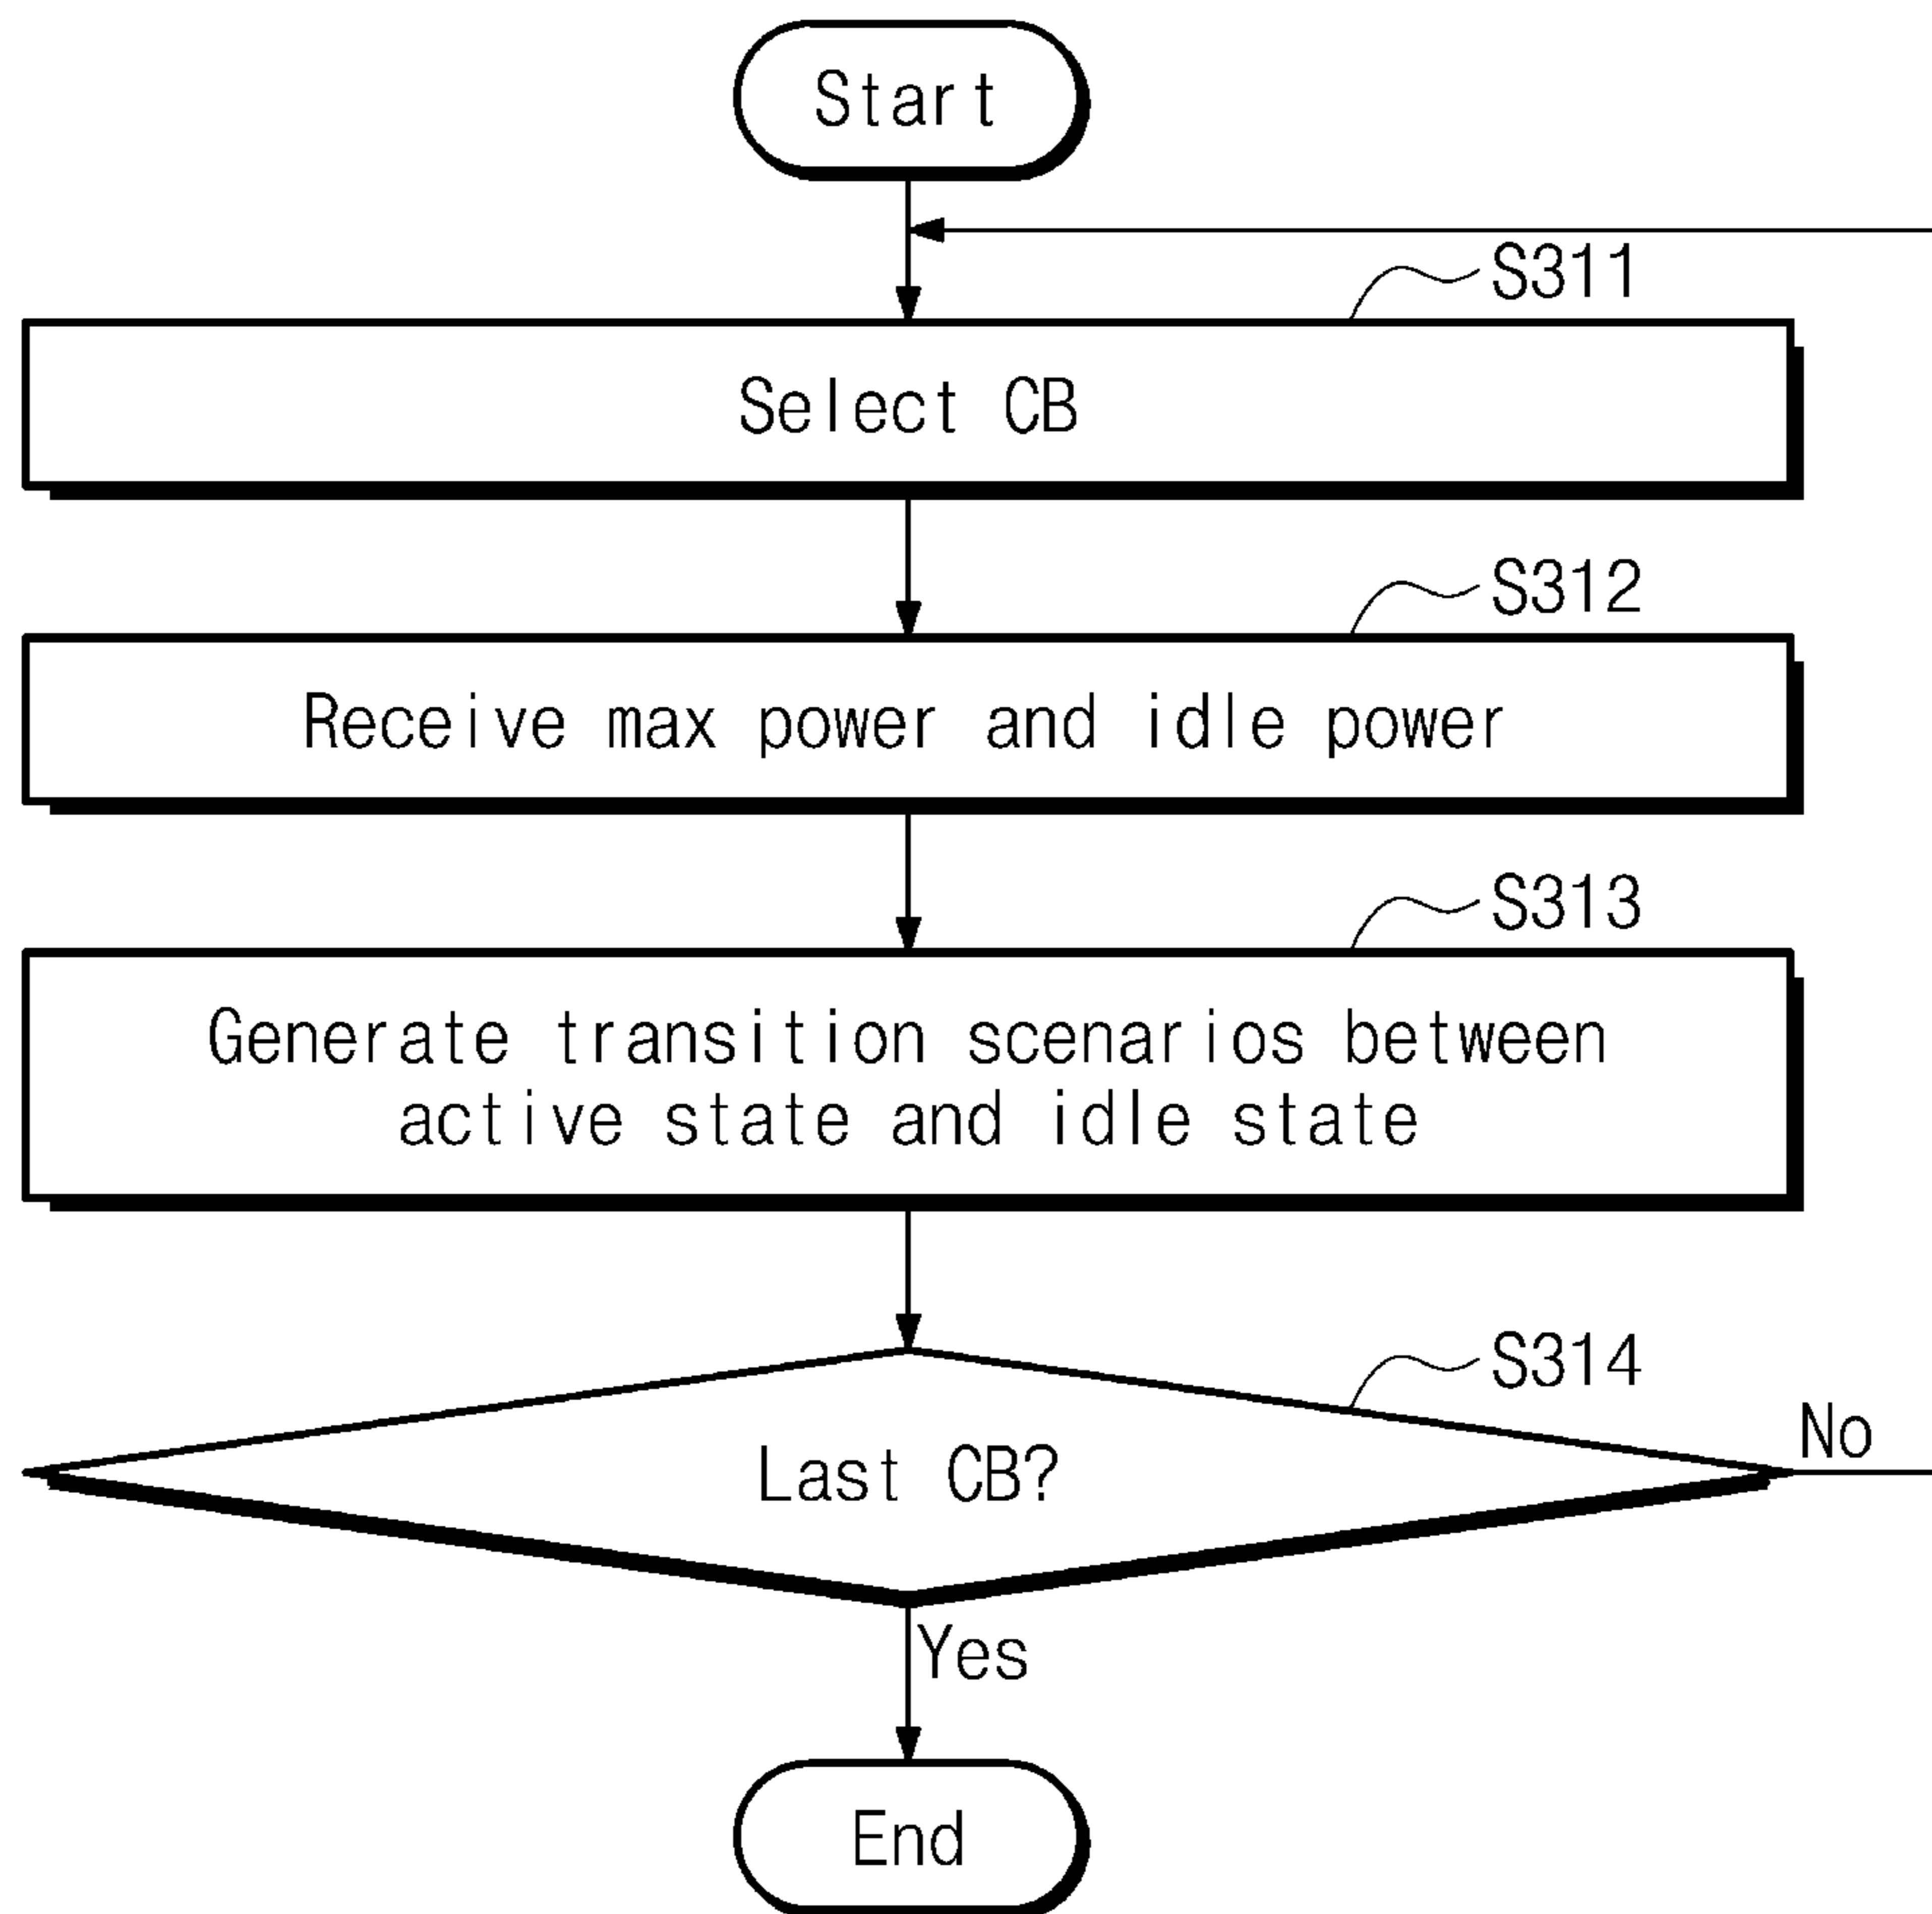 Start
S311
Select CB
S312
Receive max power and idle power
S313
Generate transition scenarios between
active state and idle state
S314
Last CB?
No
Yes
End